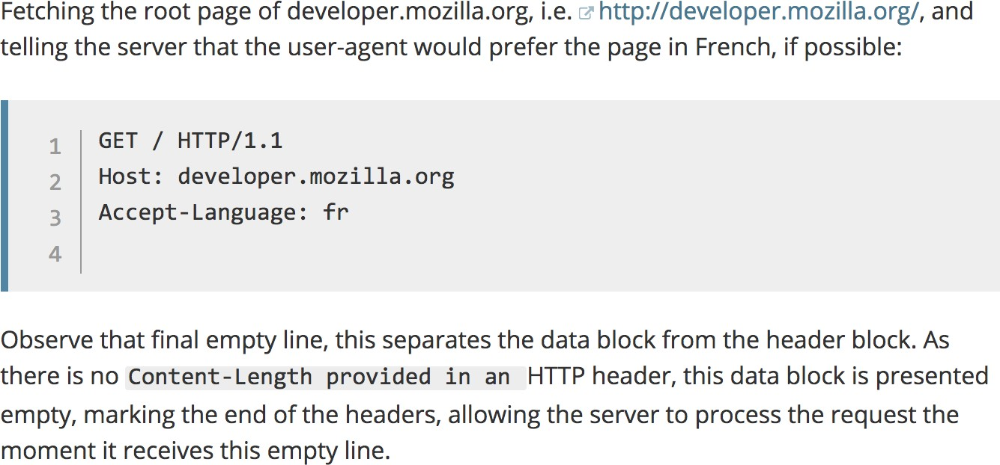 Fetching the root page of developer.mozilla.org, i.e. http://developer.mozilla.org/, and
telling the server that the user-agent would prefer the page in French, if possible:
1 GET / HTTP/1.1
2 Host: developer.mozilla.org
3 Accept-Language: fr
4
Observe that final empty line, this separates the data block from the header block. As
there is no Content-Length provided in an HTTP header, this data block is presented
empty, marking the end of the headers, allowing the server to process the request the
moment it receives this empty line.